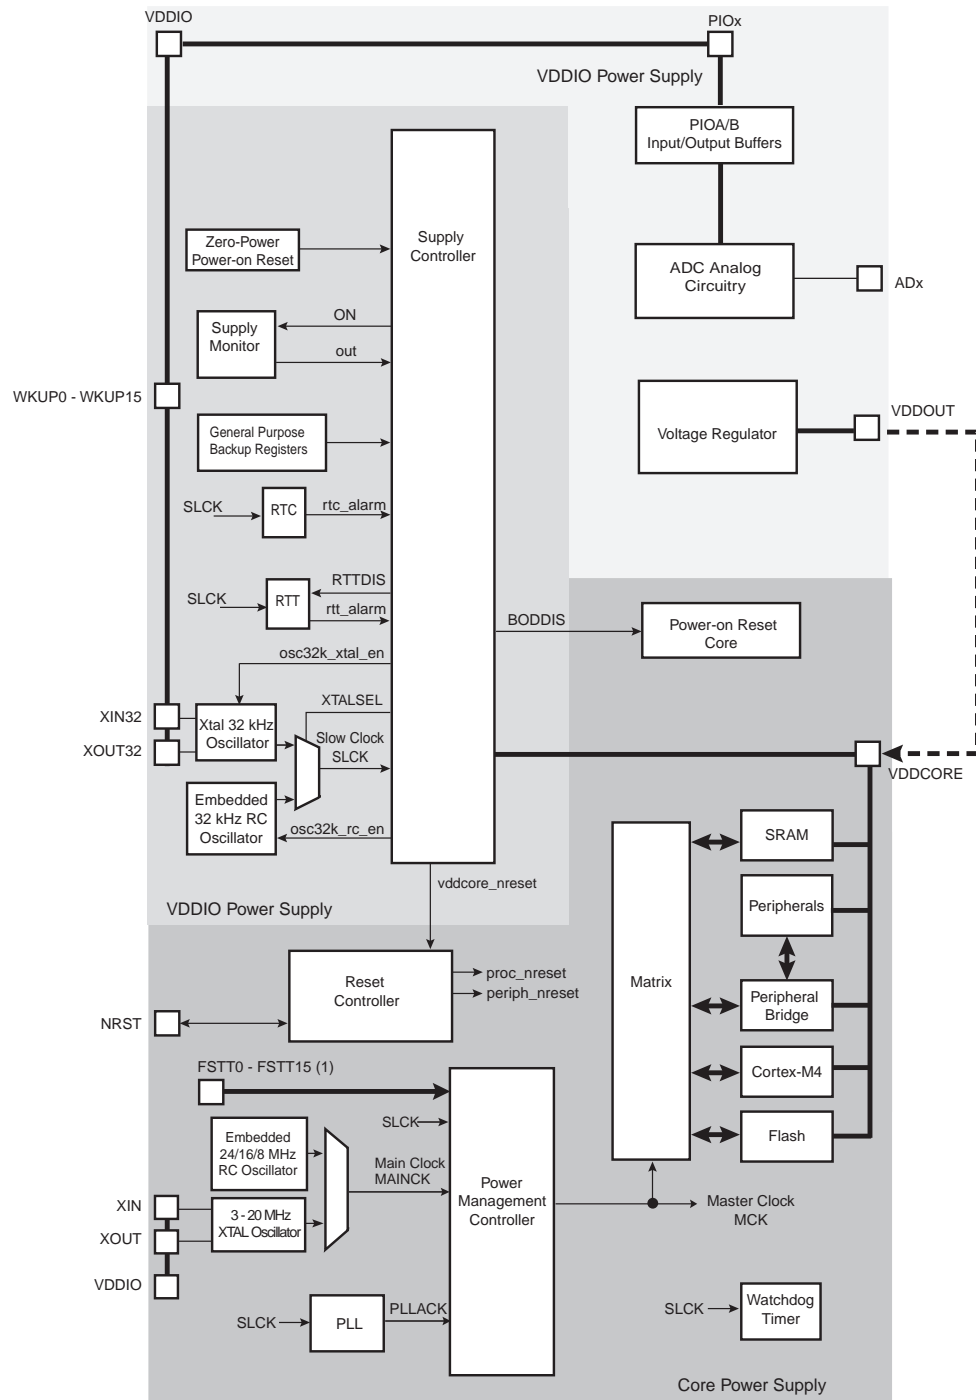 VDDIO
PIOx
VDDIO Power Supply
PIOA/B
Input/Output Buffers
Supply
Controller
Zero-Power
Power-on Reset
ADC Analog
Circuitry
ADx
ON
Supply
Monitor
out
WKUP0 - WKUP15
VDDOUT
General Purpose
Backup Registers
Voltage Regulator
SLCK
RTC
rtc_alarm
RTTDIS
SLCK
RTT
rtt_alarm
BODDIS
Power-on Reset
Core
osc32k_xtal_en
XTALSEL
XIN32
Xtal 32 kHz
Oscillator
XOUT32
Slow Clock
SLCK
VDDCORE
Embedded
32 kHz RC
Oscillator
osc32k_rc_en
SRAM
vddcore_nreset
VDDIO Power Supply
Peripherals
Reset
Controller
proc_nreset
periph_nreset
Matrix
Peripheral
Bridge
NRST
FSTT0 - FSTT15 (1)
Cortex-M4
SLCK
Flash
Embedded
24/16/8 MHz
RC Oscillator
Main Clock
MAINCK
Power
Management
Controller
XIN
3 - 20 MHz
XTAL Oscillator
XOUT
Master Clock
MCK
VDDIO
SLCK
PLL
PLLACK
SLCK
Watchdog
Timer
Core Power Supply